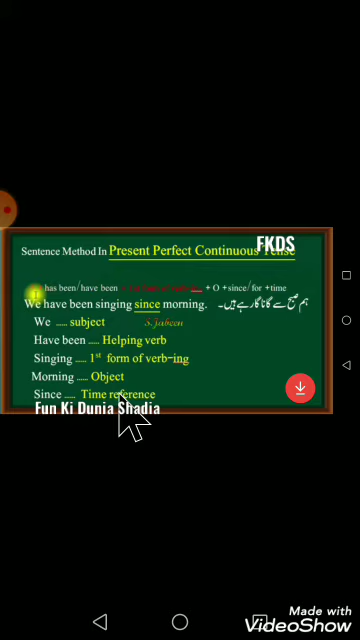 FKDS
Sentence Method In Present Perfect Continuous Tense
has been/have been + O +since/for +time
We have been singing since morning. ہم صبح سے گانا گا رہے ہیں۔
We ..... subject S.jabeen
Have been ..... Helping verb
Singing ..... 1st form of verb-ing
Morning ..... Object
Since ..... Time reference
Fun Ki Dunia Shadia
Made with
VideoShow